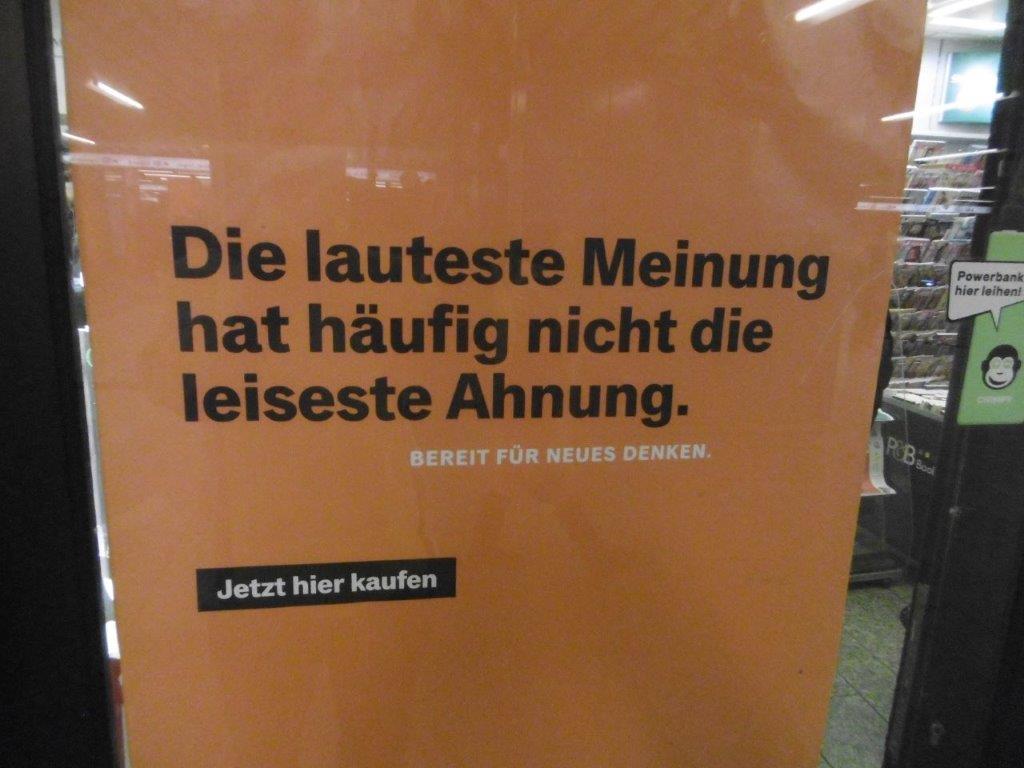 Die lauteste Meinung
hat häufig nicht die
leiseste Ahnung.
BEREIT FÜR NEUES DENKEN.
Jetzt hier kaufen
Powerbank
hier leihen!
CHIMPY